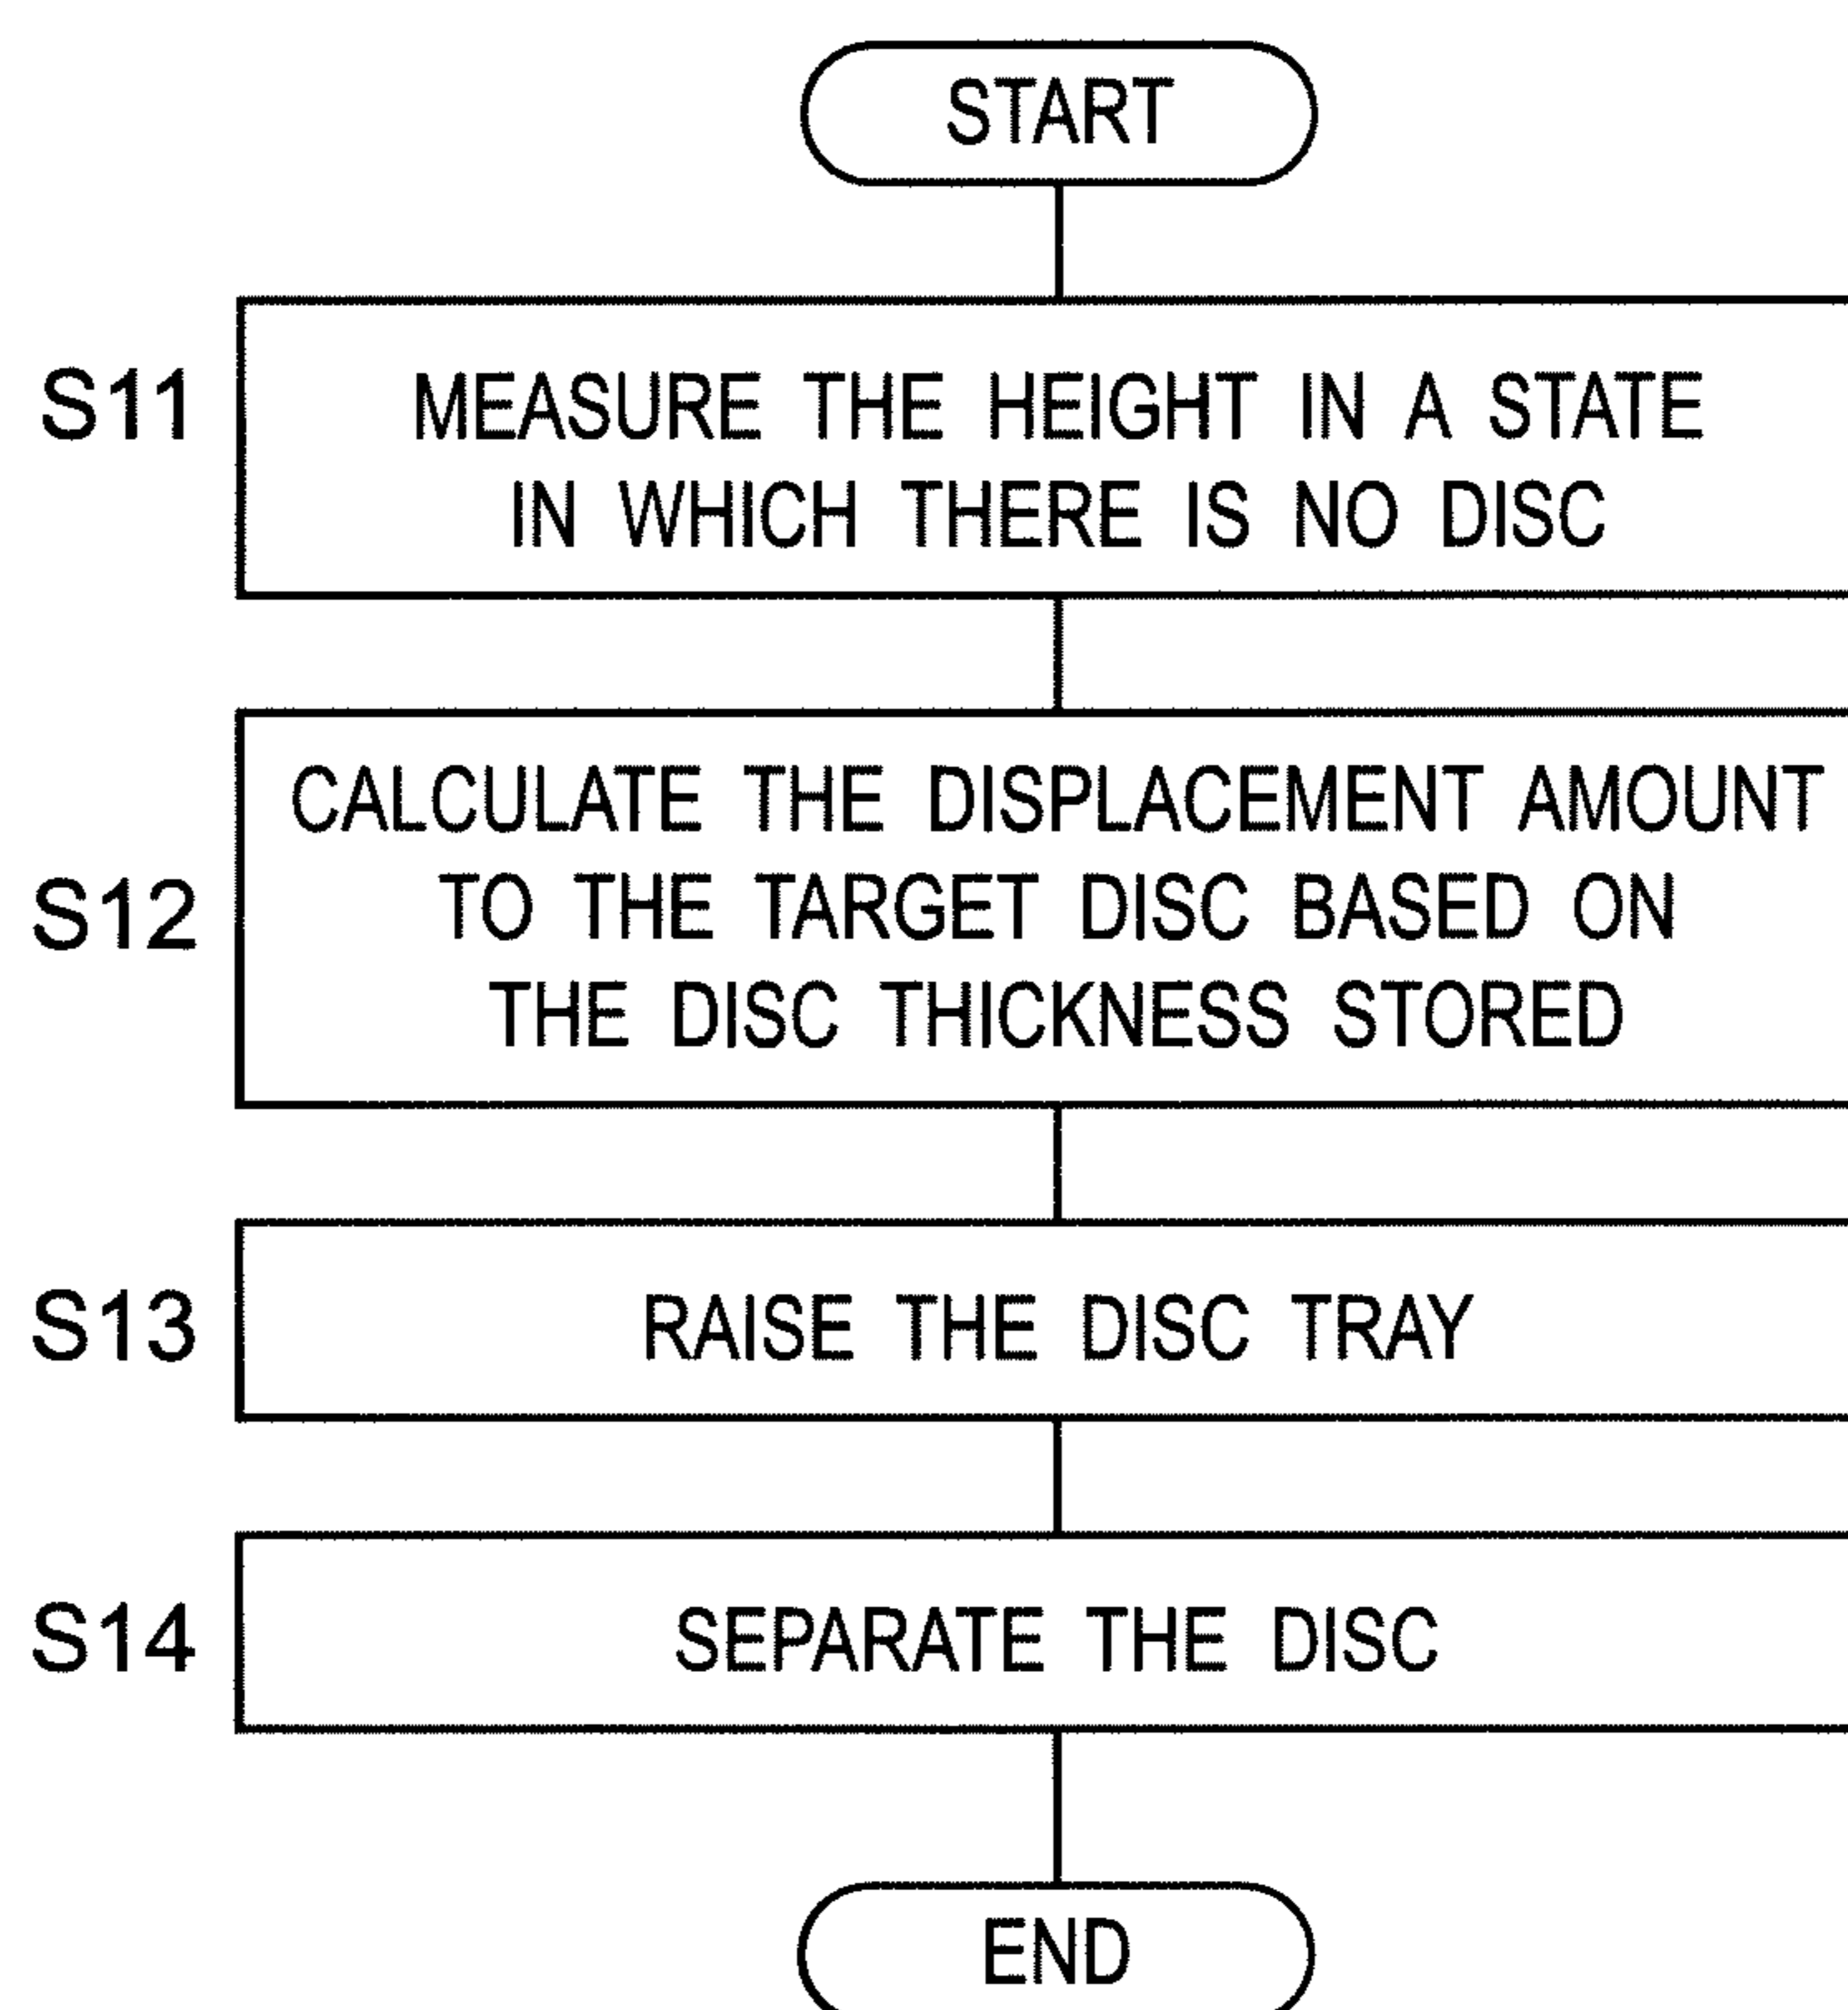 START
S11
MEASURE THE HEIGHT IN A STATE
IN WHICH THERE IS NO DISC
S12
CALCULATE THE DISPLACEMENT AMOUNT
TO THE TARGET DISC BASED ON
THE DISC THICKNESS STORED
S13
RAISE THE DISC TRAY
S14
SEPARATE THE DISC
END